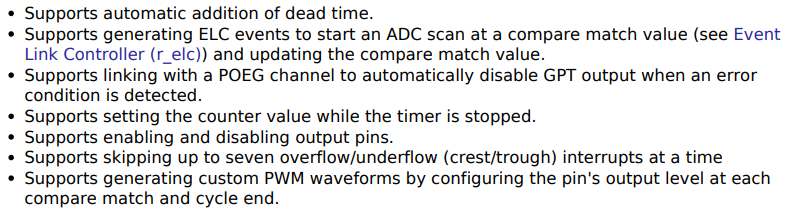 • Supports automatic addition of dead time.
• Supports generating ELC events to start an ADC scan at a compare match value (see Event
Link Controller (r_elc)) and updating the compare match value.
• Supports linking with a POEG channel to automatically disable GPT output when an error
condition is detected.
• Supports setting the counter value while the timer is stopped.
• Supports enabling and disabling output pins.
• Supports skipping up to seven overflow/underflow (crest/trough) interrupts at a time
• Supports generating custom PWM waveforms by configuring the pin's output level at each
compare match and cycle end.